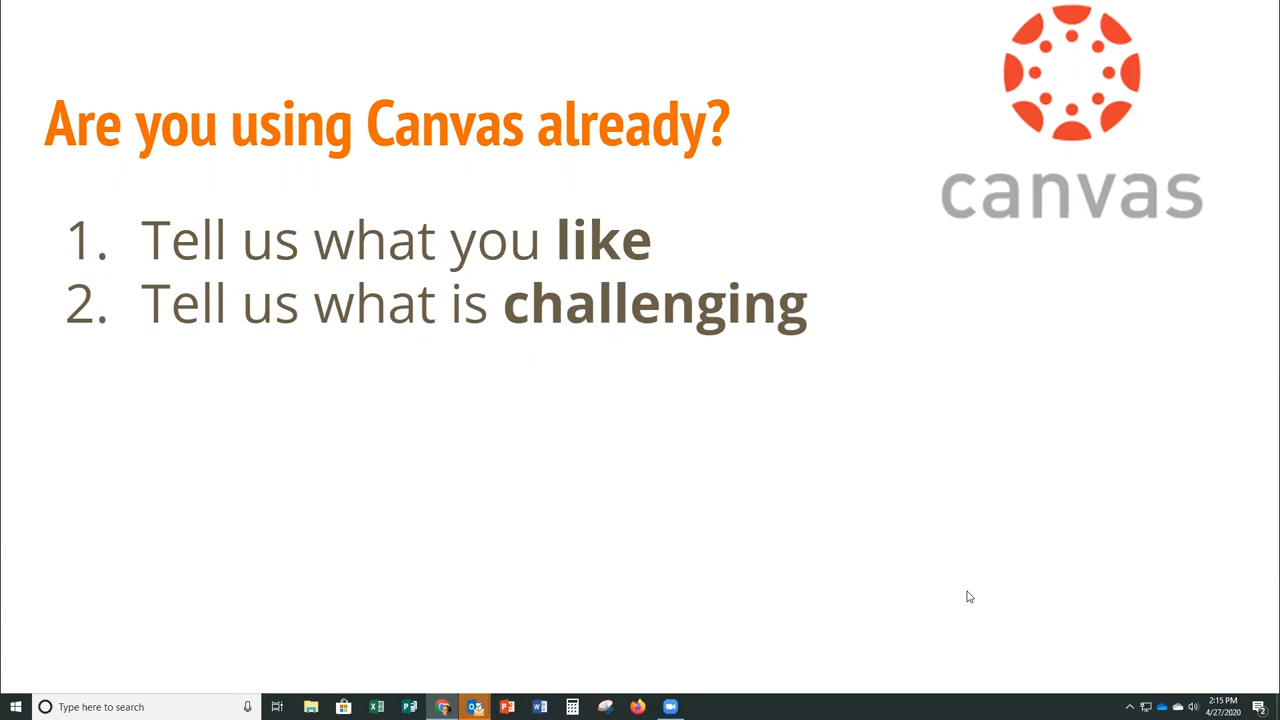 Are you using Canvas already?
canvas
1. Tell us what you like
2. Tell us what is challenging
Type here to search
2:15 PM
4/27/2020
2